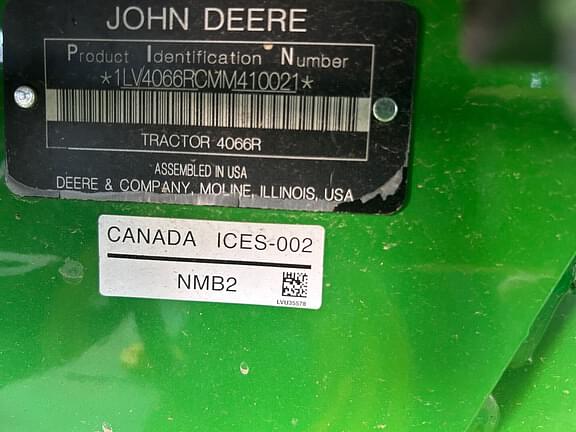 JOHN DEERE
Product Identification Number
*1LV4066RCMM410021*
TRACTOR 4066R
ASSEMBLED IN USA
DEERE & COMPANY, MOLINE, ILLINOIS, USA
CANADA ICES-002
NMB2
LVU35578